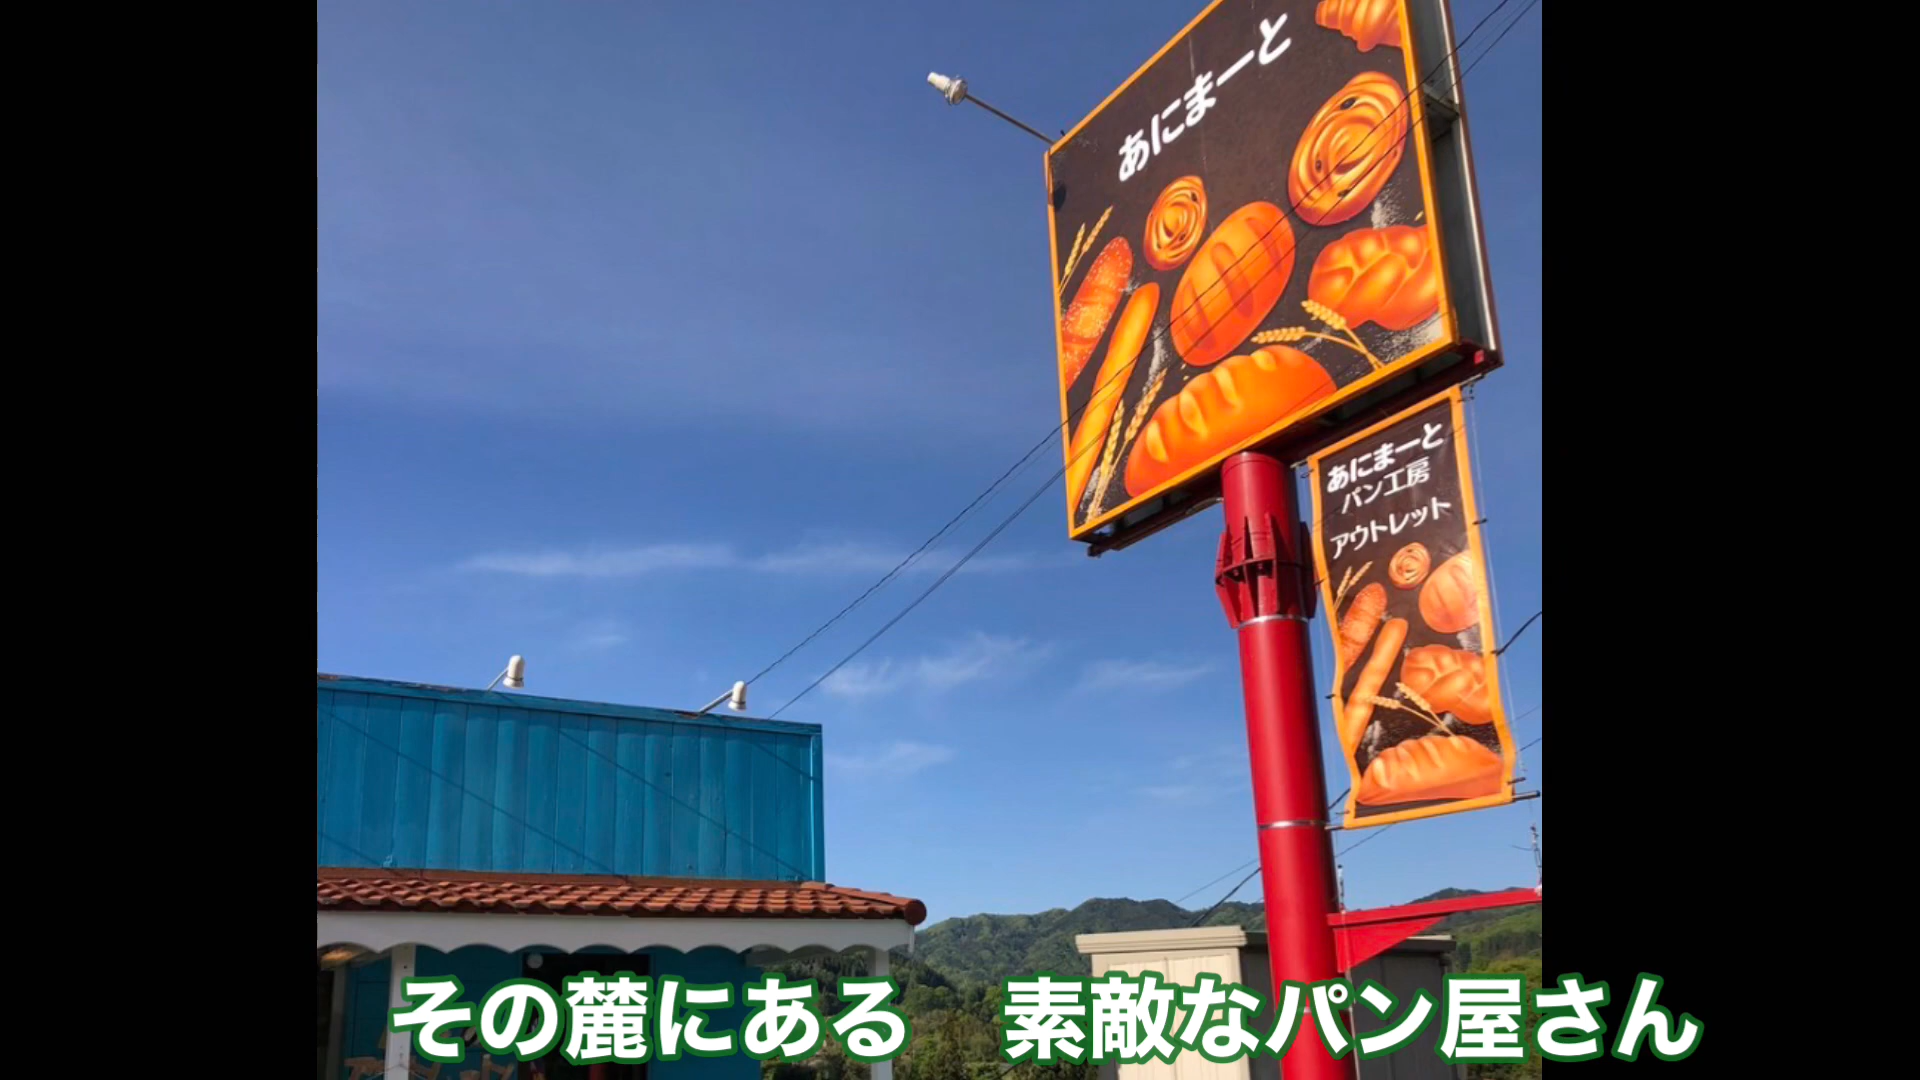 あにまーと
あにまーと
パン工房
アウトレット
その麓にある　素敵なパン屋さん